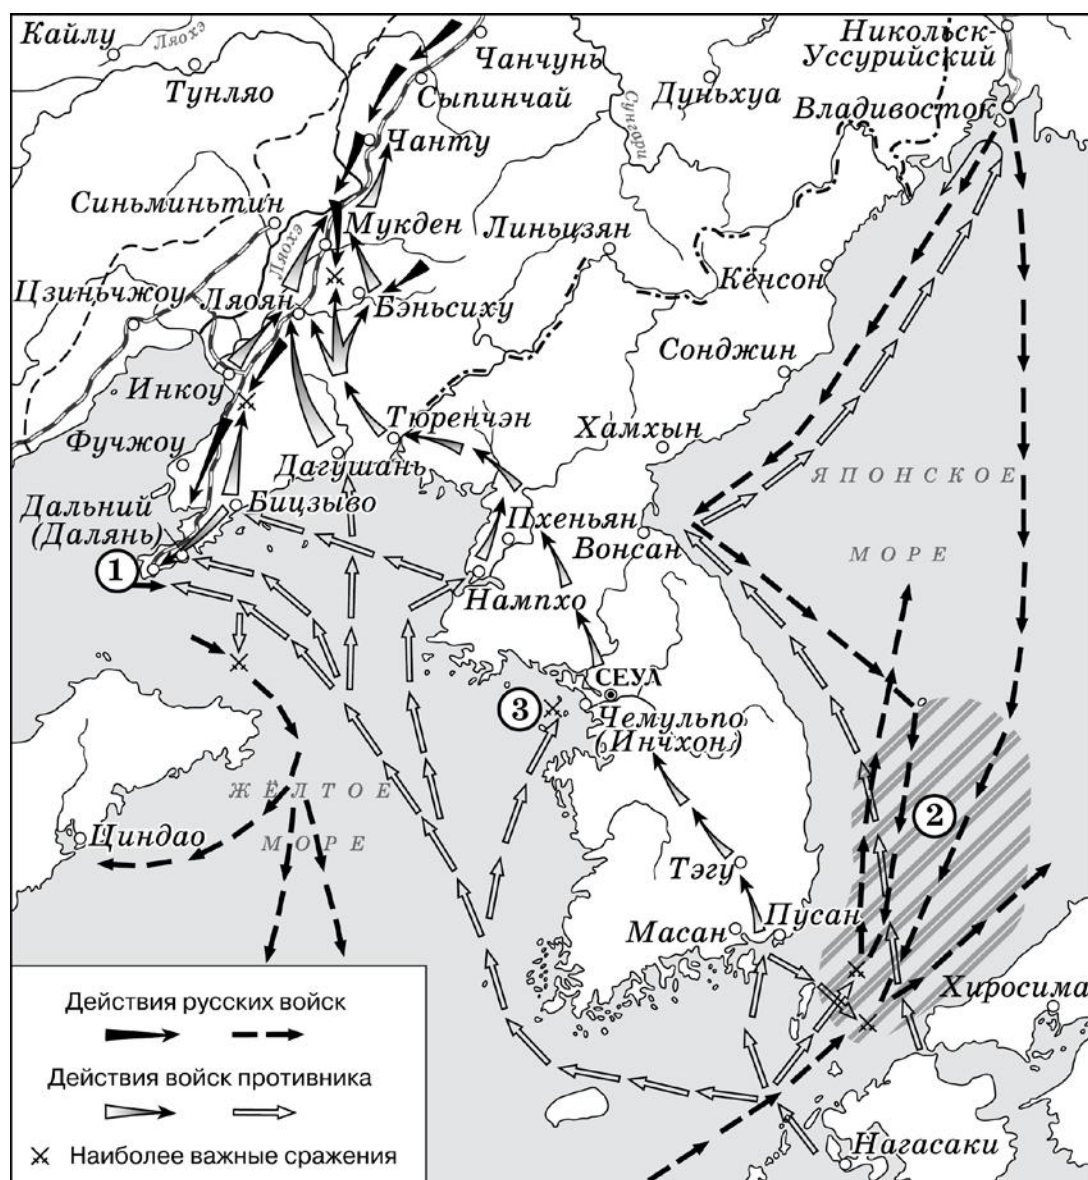 Кайлу
Ляохэ
Тунляо
Чанчунь
Сыпинчай
Чанту
Сунгари
Дуньхуа
Никольск-
Уссурийский
Владивосток
Синьминьтин
Ляохэ
Мукден
Линьцзян
Кёнсон
Цзиньчжоу
Ляоян
Бэньсиху
Сонджин
Инкоу
Тюренчэн
Хамхын
Фучжоу
Дагушань
ЯПОНСКОЕ
МОРЕ
Дальний
(Далянь)
Бицзыво
Пхеньян
Вонсан
1
Нампхо
СЕУЛ
3
Чемульпо
(Инчхон)
ЖЁЛТОЕ
МОРЕ
2
Циндао
Тэгу
Масан
Пусан
Хиросима
Нагасаки
Действия русских войск
Действия войск противника
Наиболее важные сражения